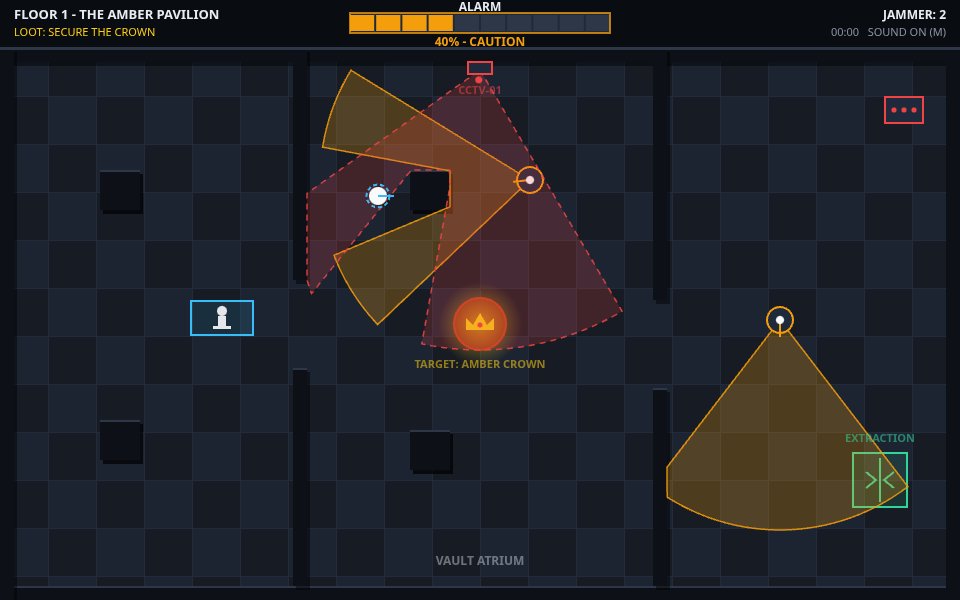 FLOOR 1 - THE AMBER PAVILION
LOOT: SECURE THE CROWN
ALARM
40% - CAUTION
JAMMER: 2
00:00 SOUND ON (M)
CCTV-01
TARGET: AMBER CROWN
EXTRACTION
VAULT ATRIUM